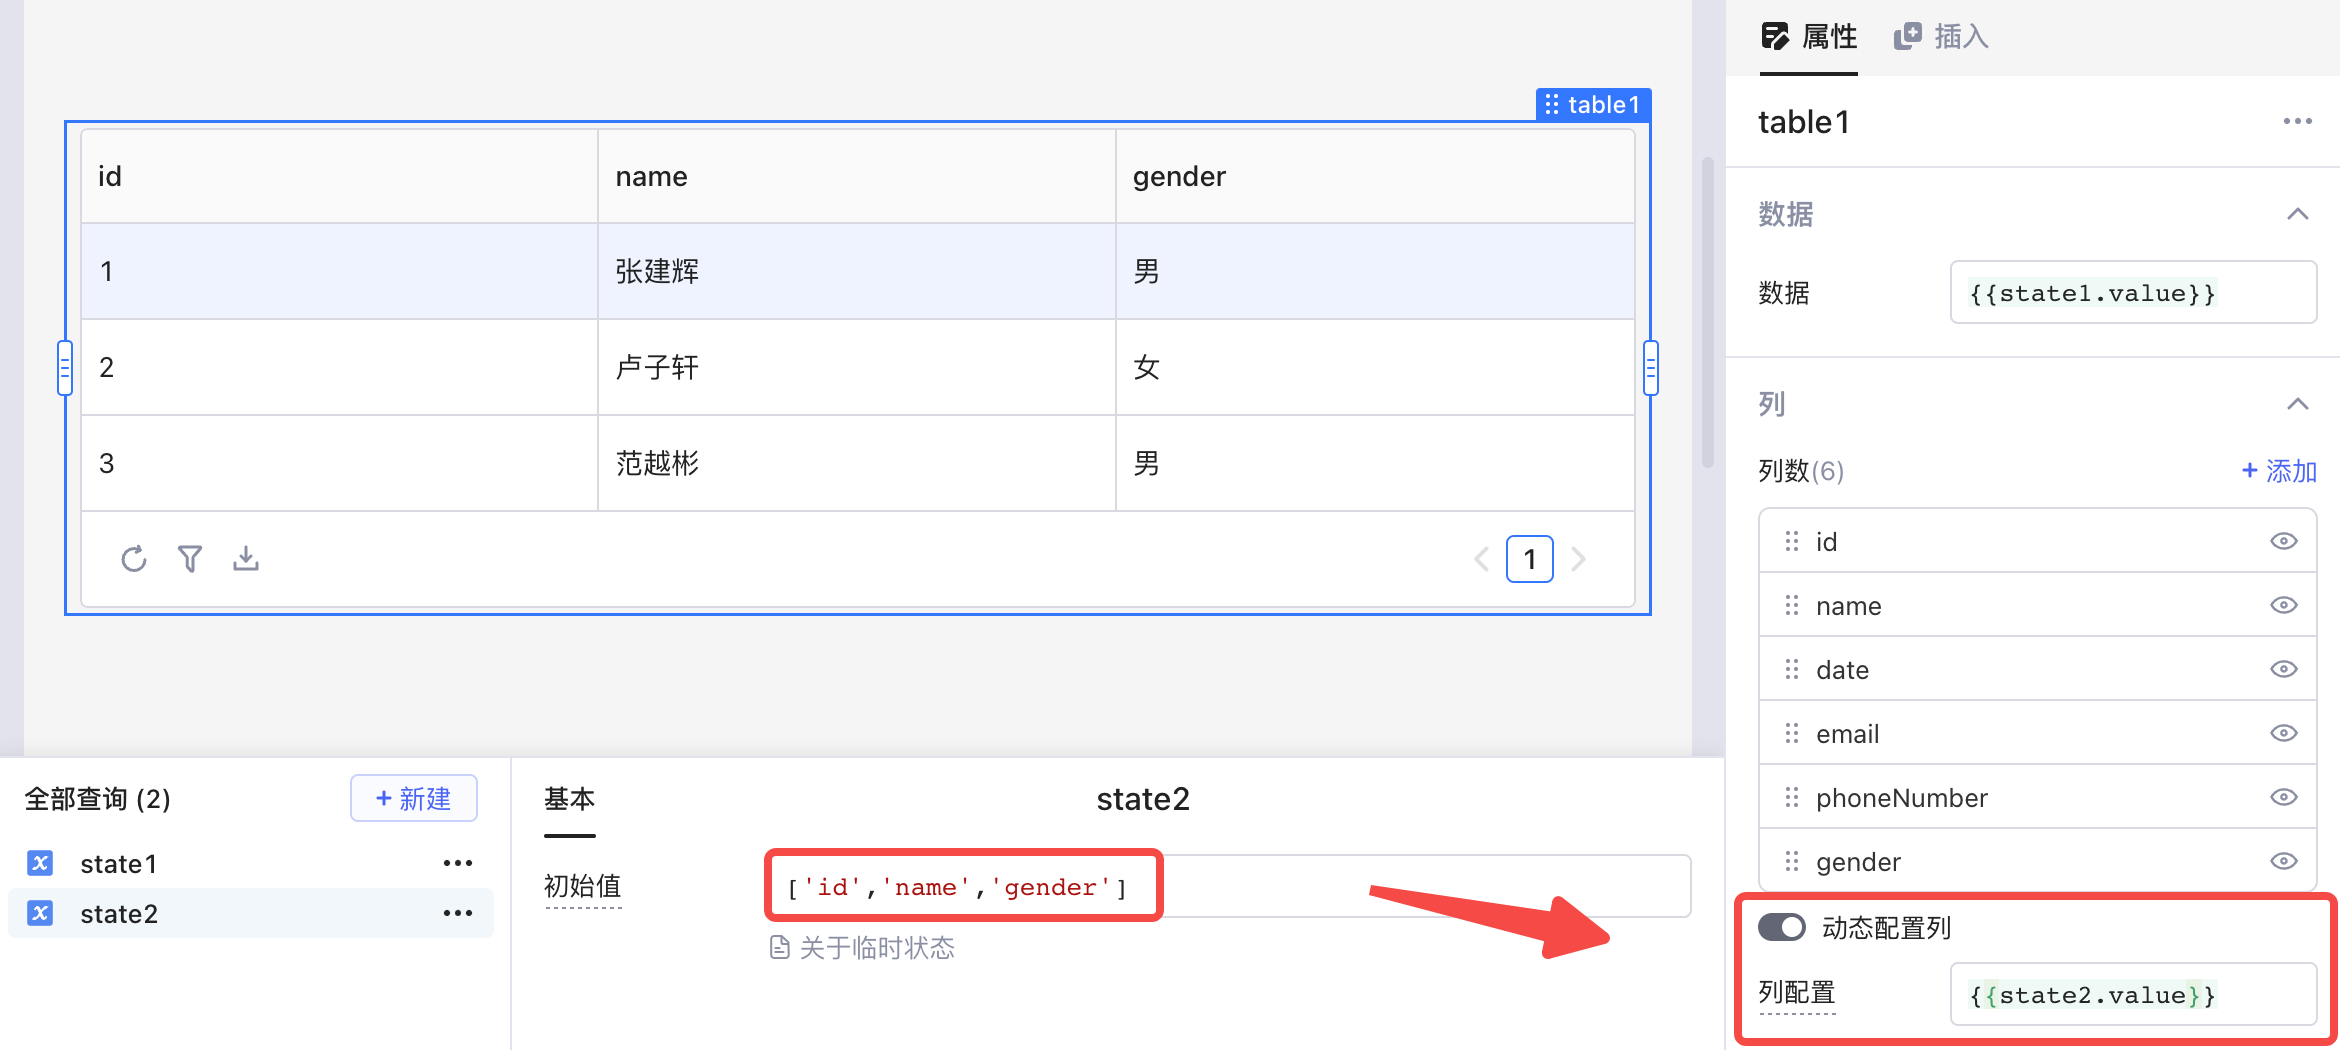 table1
id name gender
1 张建辉 男
2 卢子轩 女
3 范越彬 男
1
全部查询 (2)
+ 新建
state1
state2
基本
state2
初始值
['id','name','gender']
关于临时状态
属性 插入
table1
数据
数据 {{state1.value}}
列
列数(6) + 添加
id
name
date
email
phoneNumber
gender
动态配置列
列配置 {{state2.value}}